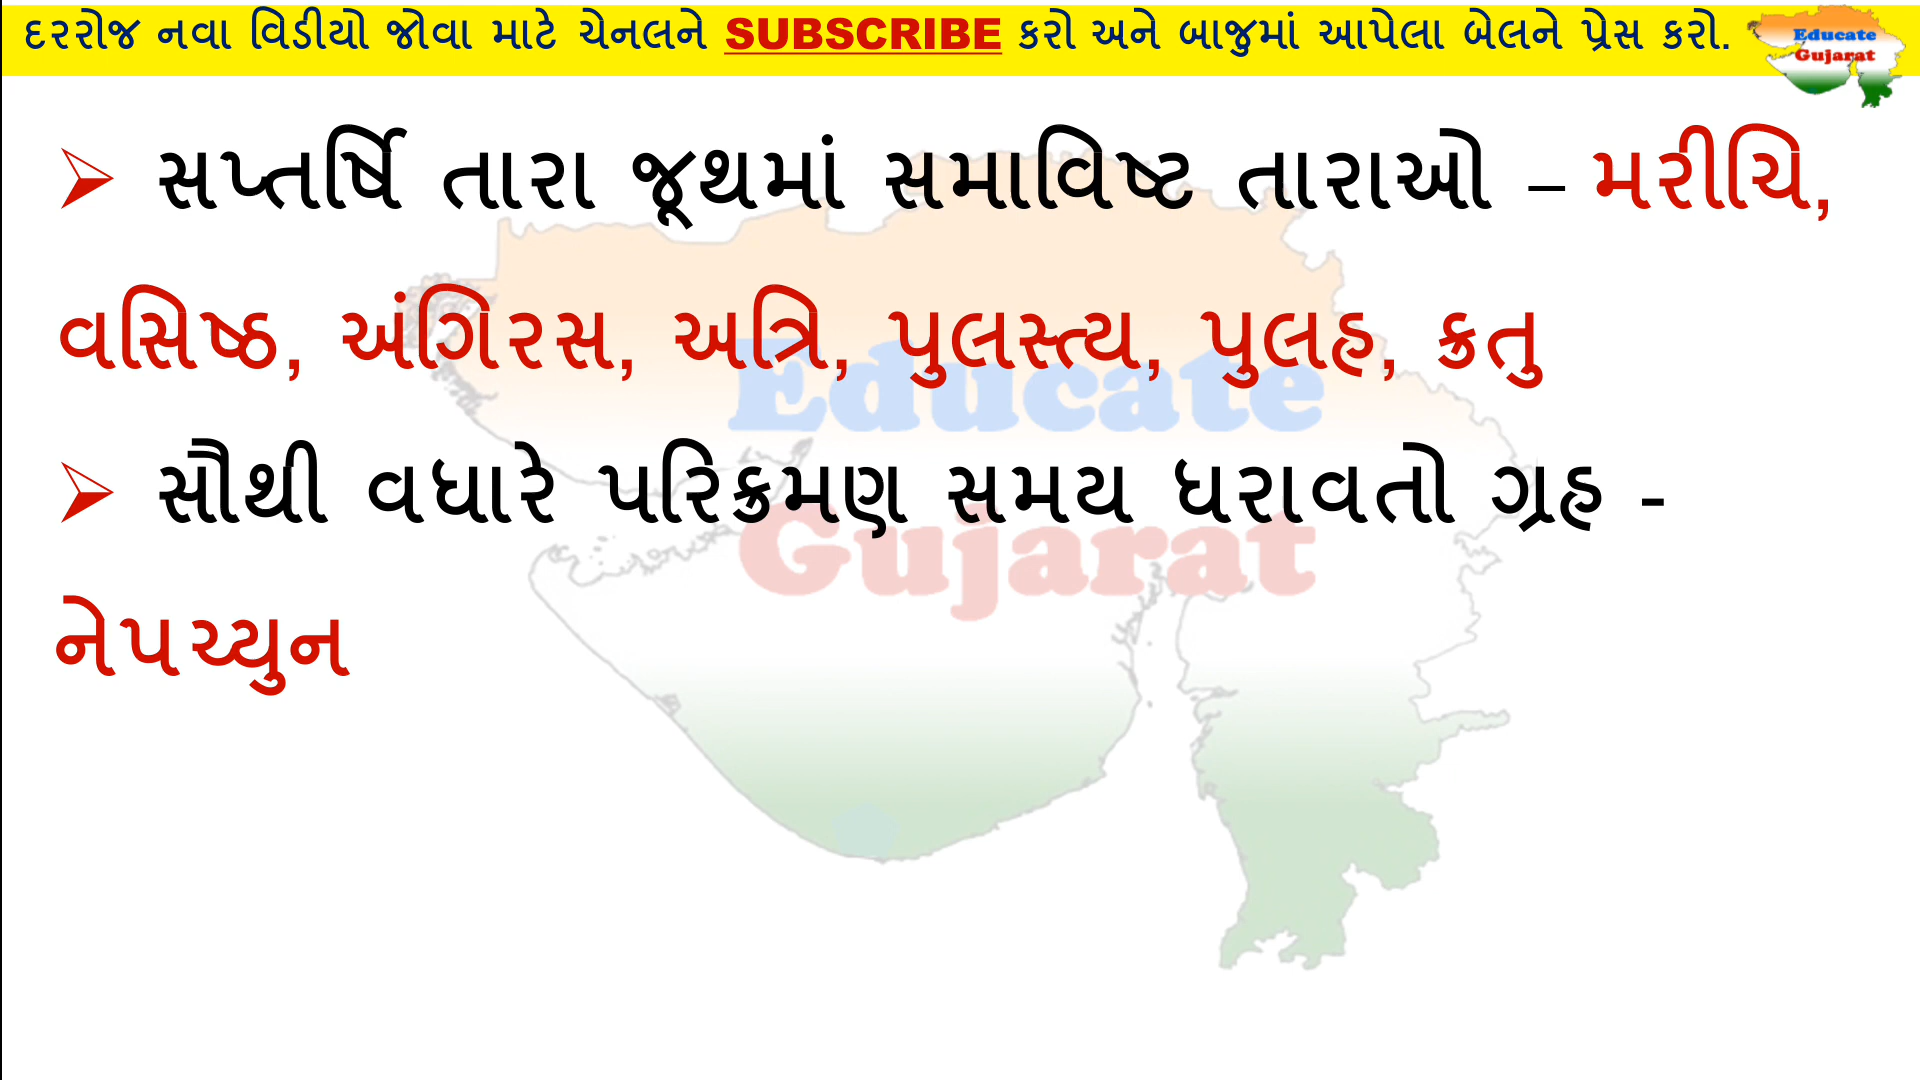 દરરોજ નવા વિડીયો જોવા માટે ચેનલને SUBSCRIBE કરો અને બાજુમાં આપેલા બેલને પ્રેસ કરો.
Educate
Gujarat
➢ સપ્તર્ષિ તારા જૂથમાં સમાવિષ્ટ તારાઓ – મરીચિ,
વસિષ્ઠ, અંગિરસ, અત્રિ, પુલસ્ત્ય, પુલહ, ક્રતુ
Educate
➢ સૌથી વધારે પરિક્રમણ સમય ધરાવતો ગ્રહ -
Gujarat
નેપચ્યુન